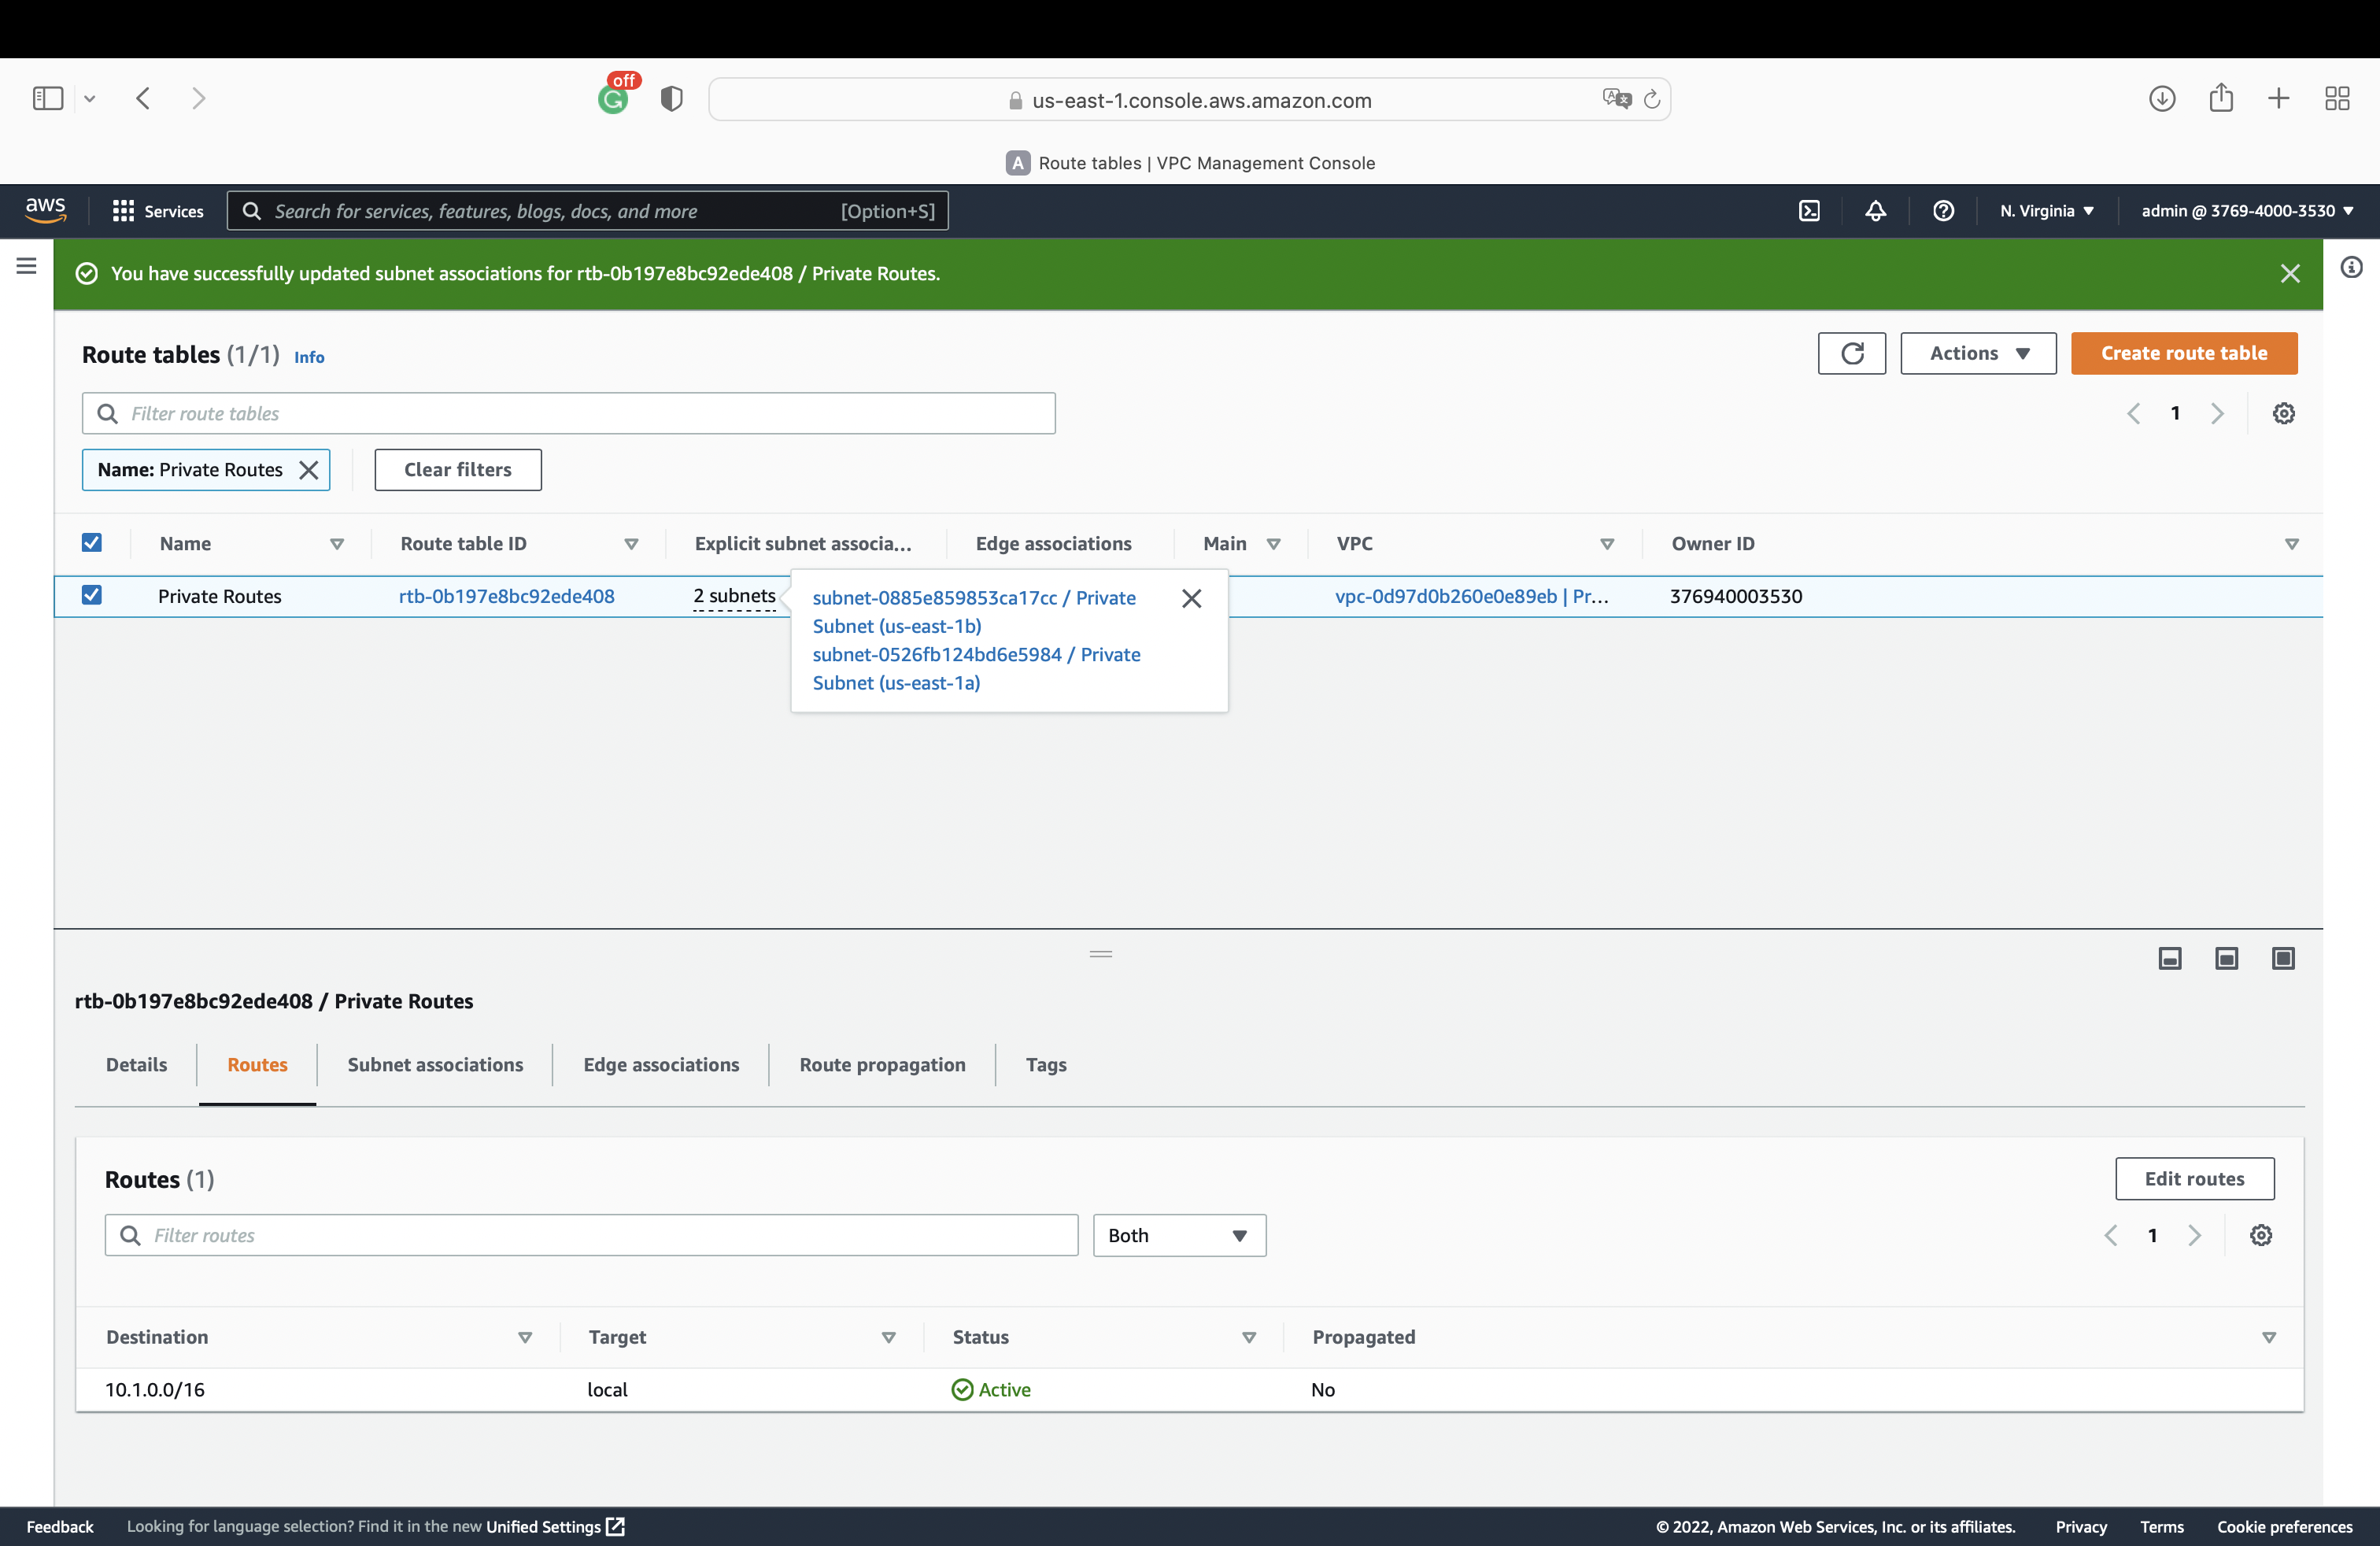 off
us-east-1.console.aws.amazon.com
A Route tables | VPC Management Console
aws Services Search for services, features, blogs, docs, and more [Option+S] N. Virginia admin @ 3769-4000-3530
You have successfully updated subnet associations for rtb-0b197e8bc92ede408 / Private Routes.
Route tables (1/1) Info Actions Create route table
Filter route tables 1
Name: Private Routes Clear filters
Name Route table ID Explicit subnet associa... Edge associations Main VPC Owner ID
Private Routes rtb-0b197e8bc92ede408 2 subnets vpc-0d97d0b260e0e89eb | Pr... 376940003530
subnet-0885e859853ca17cc / Private
Subnet (us-east-1b)
subnet-0526fb124bd6e5984 / Private
Subnet (us-east-1a)
rtb-0b197e8bc92ede408 / Private Routes
Details Routes Subnet associations Edge associations Route propagation Tags
Routes (1) Edit routes
Filter routes Both 1
Destination Target Status Propagated
10.1.0.0/16 local Active No
Feedback Looking for language selection? Find it in the new Unified Settings © 2022, Amazon Web Services, Inc. or its affiliates. Privacy Terms Cookie preferences